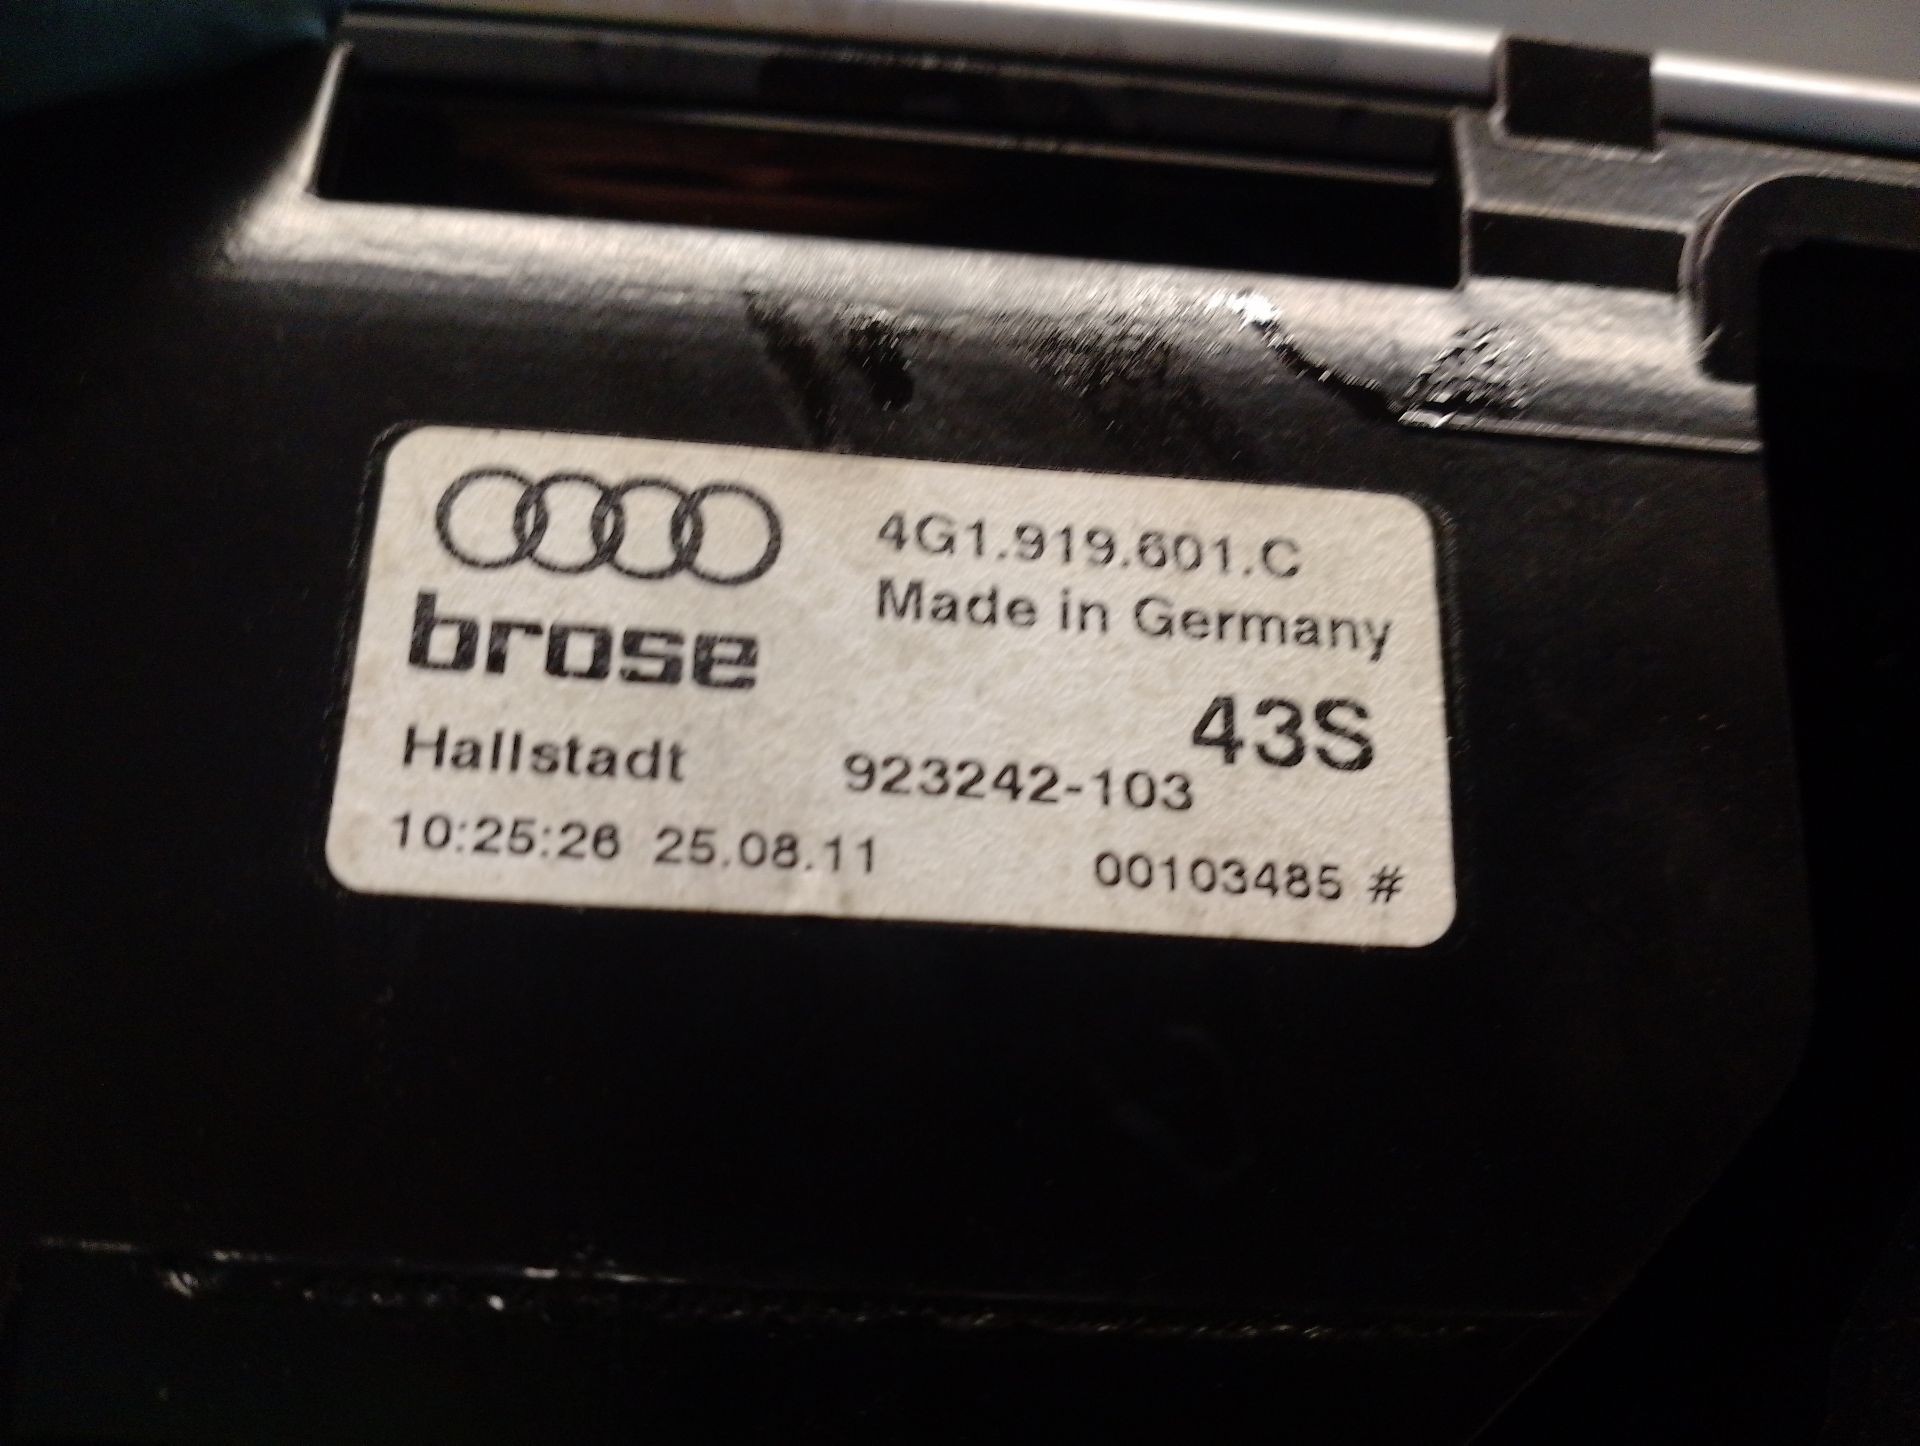 4G1.919.601.C
Made in Germany
brose
43S
Hallstadt 923242-103
10:25:26 25.08.11 00103485 #